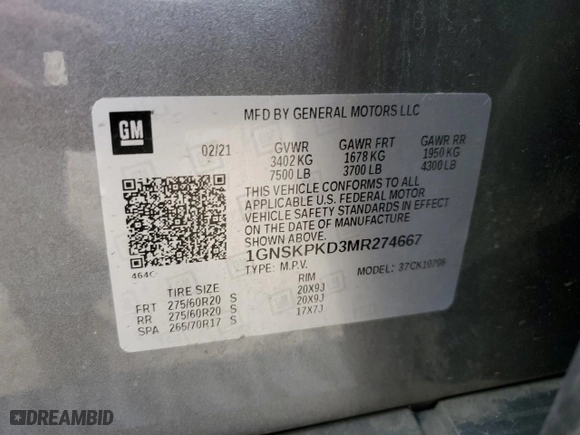 GM
MFD BY GENERAL MOTORS LLC
02/21 GVWR GAWR FRT GAWR RR
3402 KG 1678 KG 1950 KG
7500 LB 3700 LB 4300 LB
THIS VEHICLE CONFORMS TO ALL
APPLICABLE U.S. FEDERAL MOTOR
VEHICLE SAFETY STANDARDS IN EFFECT
ON THE DATE OF MANUFACTURE
SHOWN ABOVE.
1GNSKPKD3MR274667
TYPE: M.P.V. MODEL:
464C
TIRE SIZE RIM
FRT 275/60R20 S 20X9J
RR 275/60R20 S 20X9J
SPA 265/70R17 S 17X7J
DREAMBID